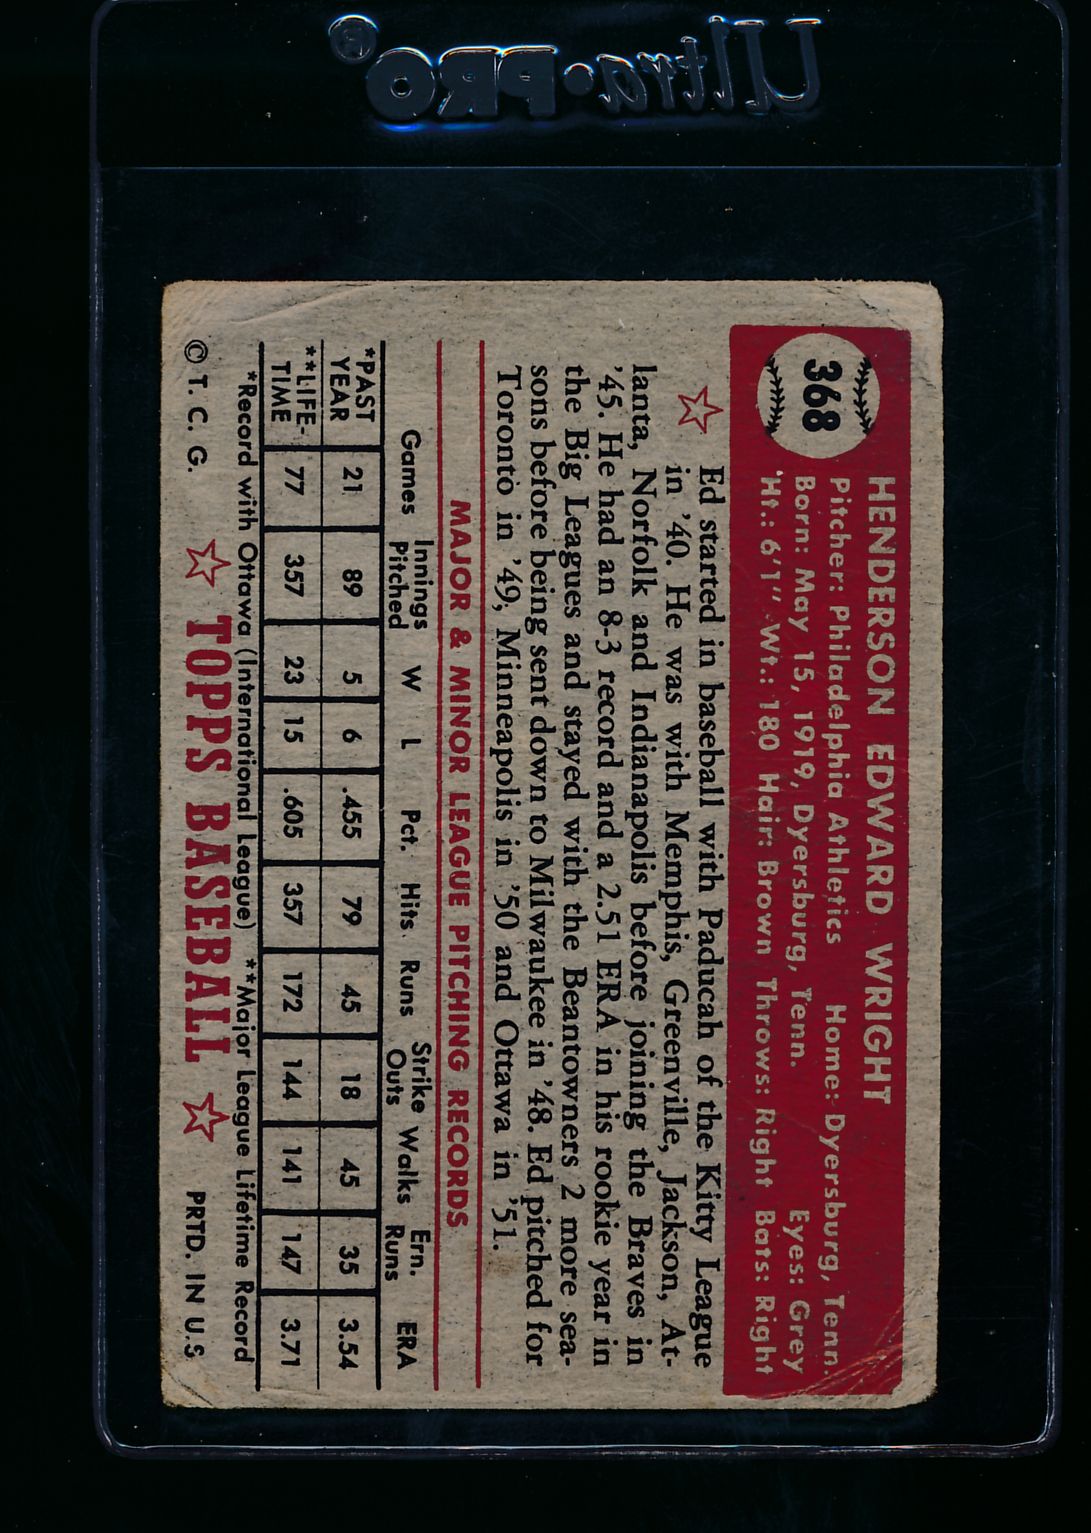 Ultra•PRO®
368
HENDERSON EDWARD WRIGHT
Pitcher: Philadelphia Athletics Home: Dyersburg, Tenn.
Born: May 15, 1919, Dyersburg, Tenn. Eyes: Grey
Ht.: 6'1" Wt.: 180 Hair: Brown Throws: Right Bats: Right
Ed started in baseball with Paducah of the Kitty League
in '40. He was with Memphis, Greenville, Jackson, At-
lanta, Norfolk and Indianapolis before joining the Braves in
'45. He had an 8-3 record and a 2.51 ERA in his rookie year in
the Big Leagues and stayed with the Beantowners 2 more sea-
sons before being sent down to Milwaukee in '48. Ed pitched for
Toronto in '49, Minneapolis in '50 and Ottawa in '51.
MAJOR & MINOR LEAGUE PITCHING RECORDS
Games Innings Pitched W L Pct. Hits Runs Strike Outs Walks Ern. Runs ERA
*PAST YEAR 21 89 5 6 .455 79 45 18 45 35 3.54
**LIFE-TIME 77 357 23 15 .605 357 172 144 141 147 3.71
*Record with Ottawa (International League) **Major League Lifetime Record
© T. C. G. TOPPS BASEBALL PRTD. IN U.S